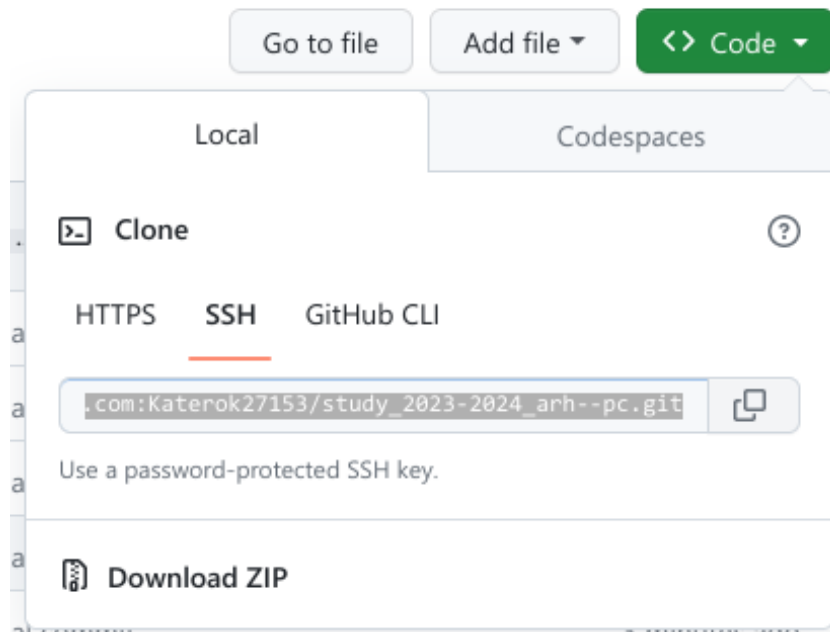 Go to file Add file Code
Local Codespaces
Clone
HTTPS SSH GitHub CLI
.com:Katerok27153/study_2023-2024_arh--pc.git
Use a password-protected SSH key.
Download ZIP